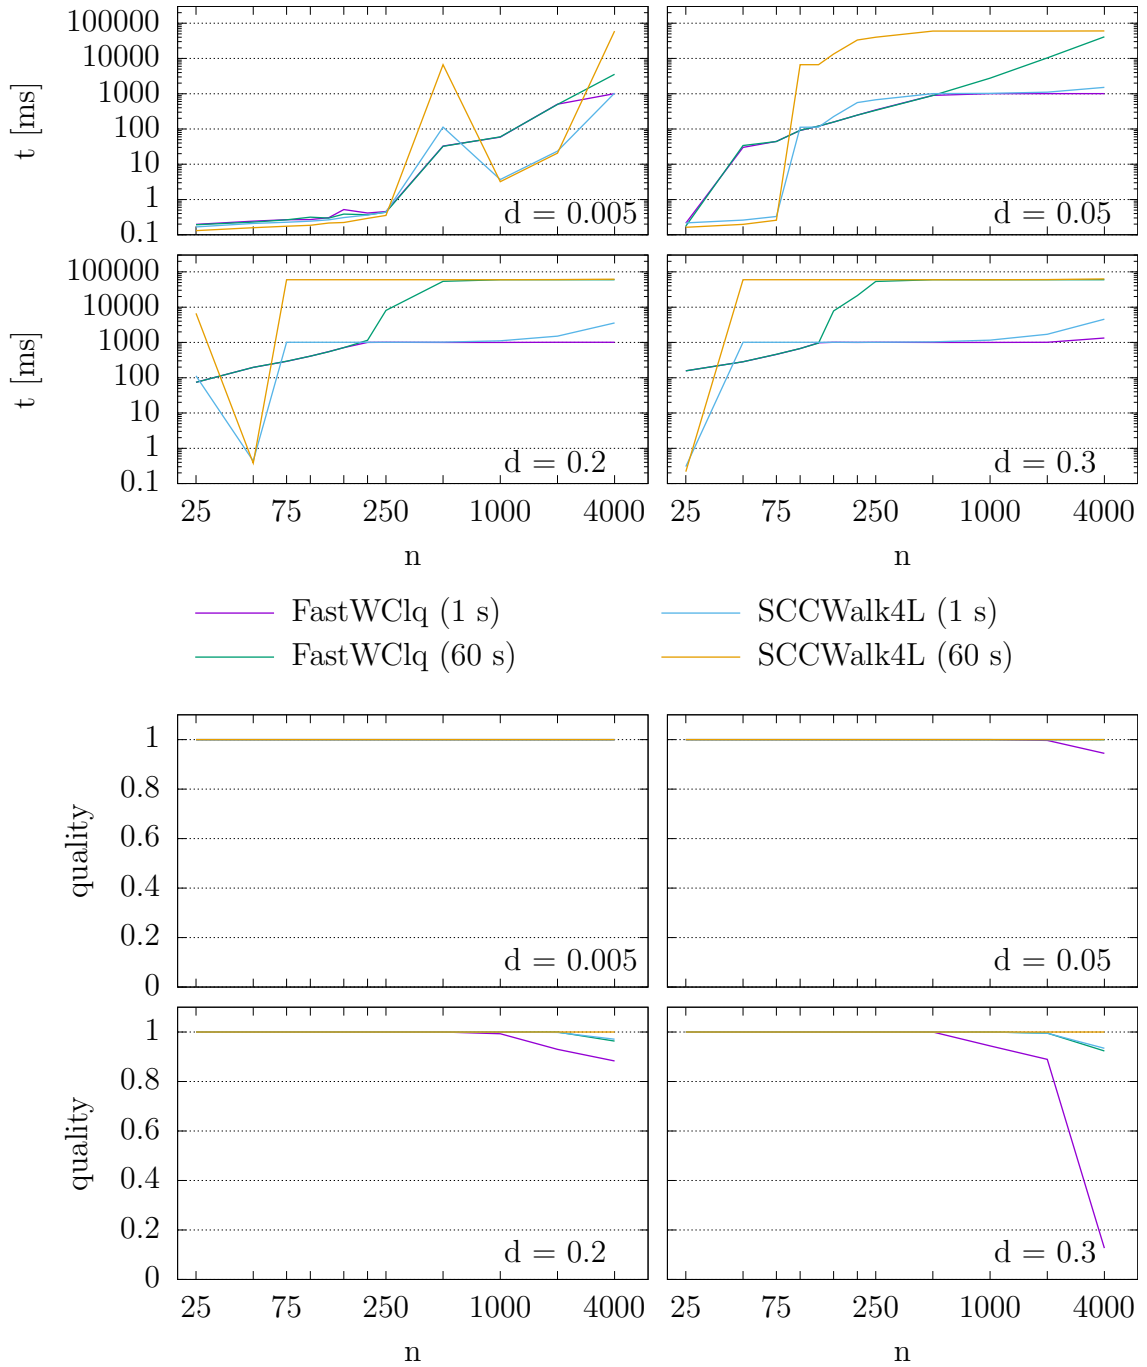 t [ms]
100000
10000
1000
100
10
1
0.1
d = 0.005
d = 0.05
t [ms]
100000
10000
1000
100
10
1
0.1
d = 0.2
d = 0.3
25 75 250 1000 4000
25 75 250 1000 4000
n
n
FastWClq (1 s)
SCCWalk4L (1 s)
FastWClq (60 s)
SCCWalk4L (60 s)
quality
1
0.8
0.6
0.4
0.2
0
d = 0.005
d = 0.05
quality
1
0.8
0.6
0.4
0.2
0
d = 0.2
d = 0.3
25 75 250 1000 4000
25 75 250 1000 4000
n
n